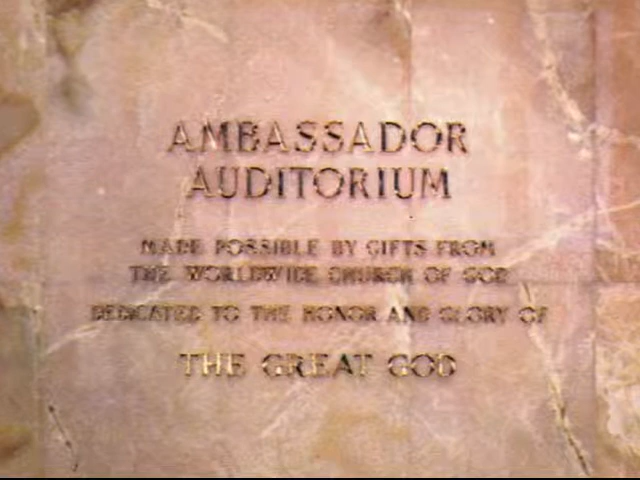 AMBASSADOR
AUDITORIUM
MADE POSSIBLE BY GIFTS FROM
THE WORLDWIDE CHURCH OF GOD
DEDICATED TO THE HONOR AND GLORY OF
THE GREAT GOD